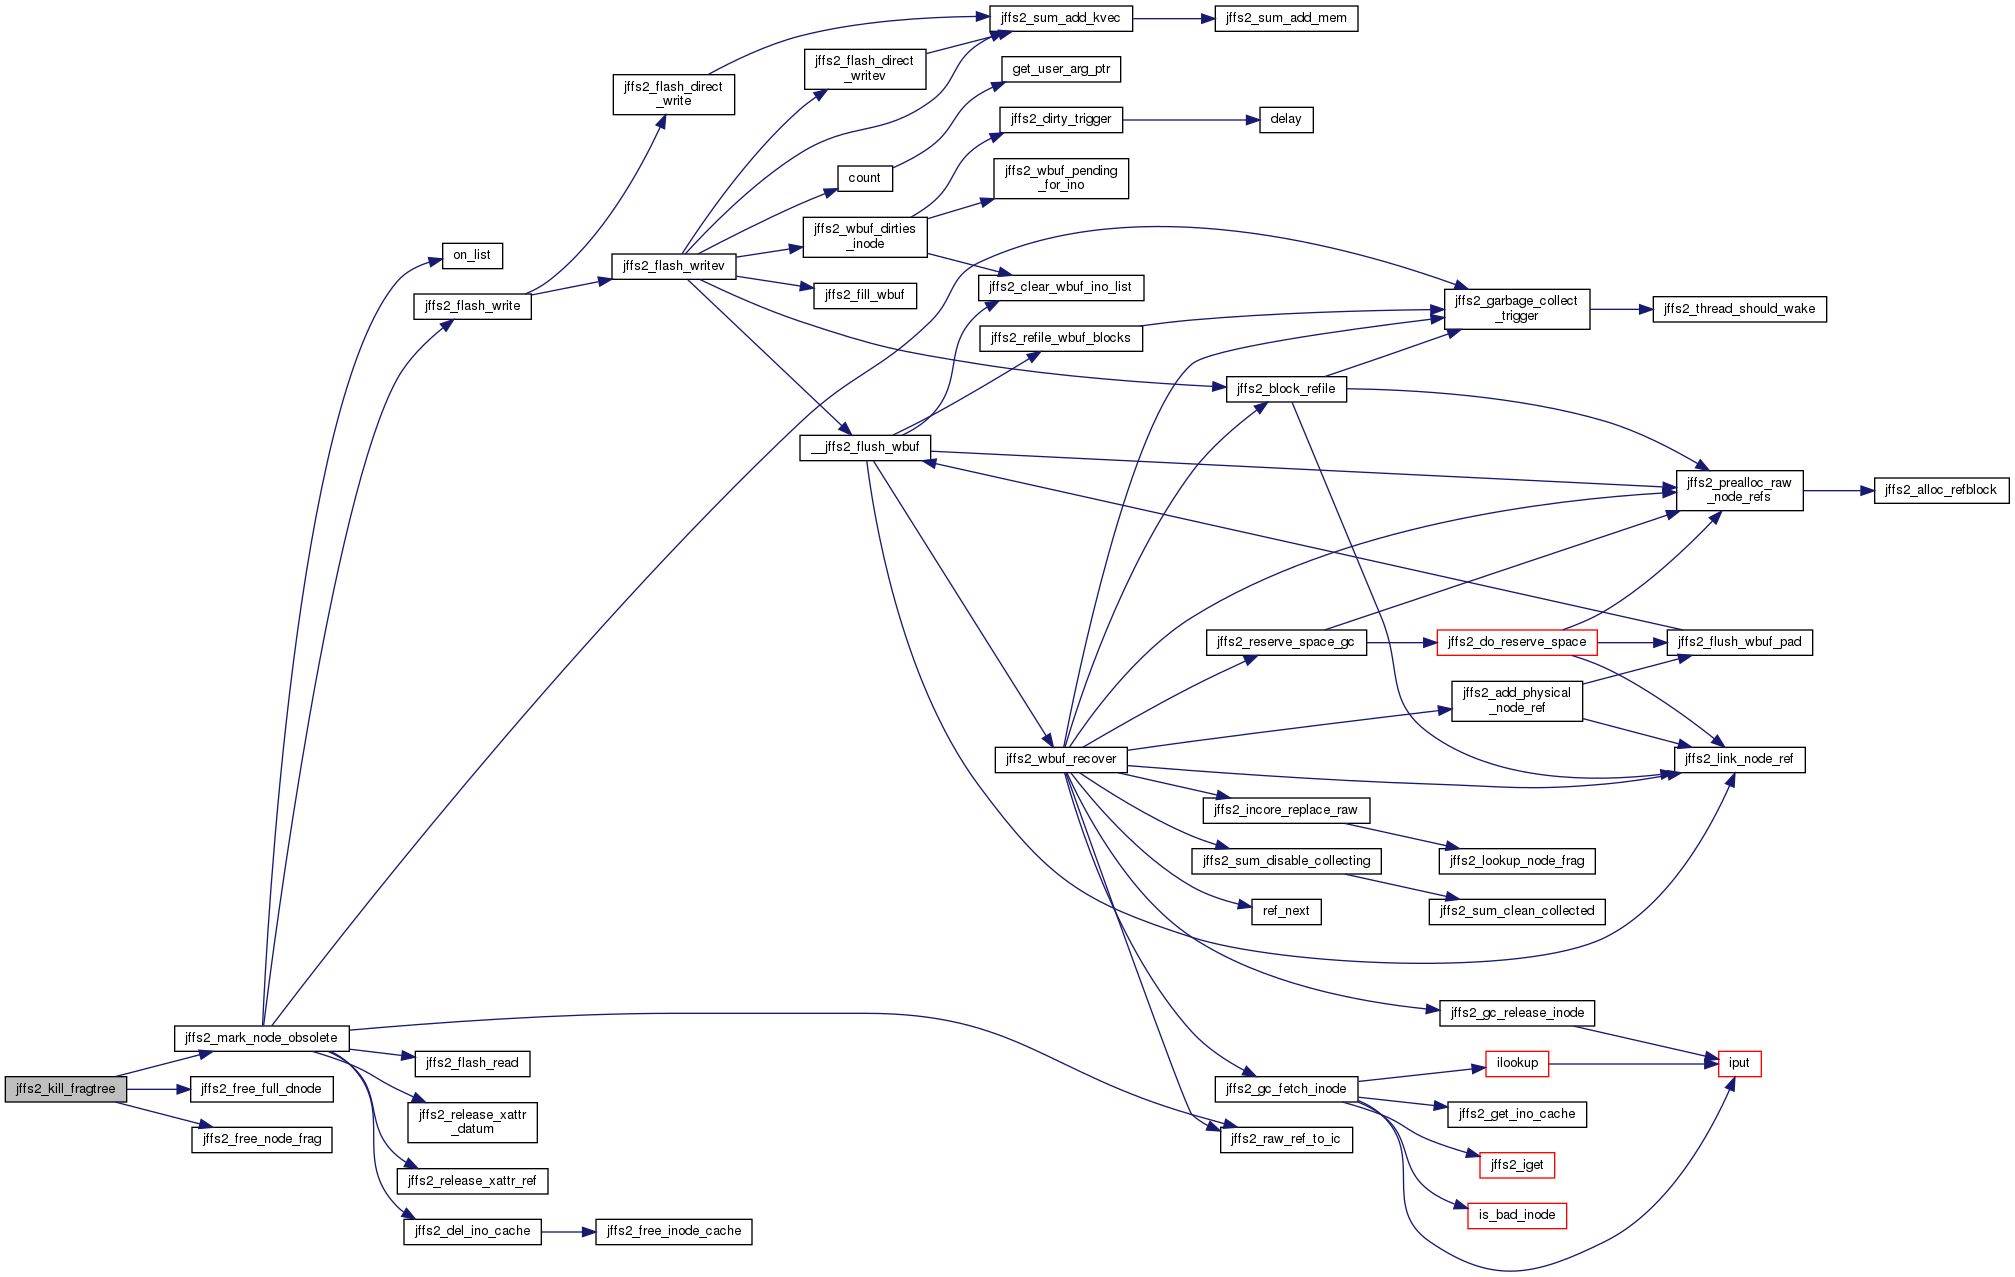 jffs2_sum_add_kvec
jffs2_sum_add_mem
jffs2_flash_direct
_writev
get_user_arg_ptr
jffs2_flash_direct
_write
jffs2_dirty_trigger
delay
count
jffs2_wbuf_pending
_for_ino
jffs2_wbuf_dirties
_inode
on_list
jffs2_flash_writev
jffs2_clear_wbuf_ino_list
jffs2_fill_wbuf
jffs2_flash_write
jffs2_garbage_collect
_trigger
jffs2_thread_should_wake
jffs2_refile_wbuf_blocks
jffs2_block_refile
__jffs2_flush_wbuf
jffs2_prealloc_raw
_node_refs
jffs2_alloc_refblock
jffs2_reserve_space_gc
jffs2_do_reserve_space
jffs2_flush_wbuf_pad
jffs2_add_physical
_node_ref
jffs2_wbuf_recover
jffs2_link_node_ref
jffs2_incore_replace_raw
jffs2_sum_disable_collecting
jffs2_lookup_node_frag
ref_next
jffs2_sum_clean_collected
jffs2_gc_release_inode
jffs2_mark_node_obsolete
jffs2_flash_read
ilookup
iput
jffs2_kill_fragtree
jffs2_free_full_dnode
jffs2_gc_fetch_inode
jffs2_get_ino_cache
jffs2_release_xattr
_datum
jffs2_free_node_frag
jffs2_raw_ref_to_ic
jffs2_iget
jffs2_release_xattr_ref
is_bad_inode
jffs2_del_ino_cache
jffs2_free_inode_cache